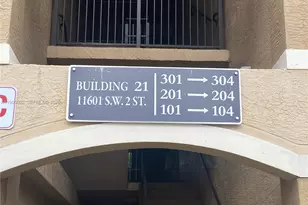 BUILDING 21
11601 S.W. 2 ST.
301 → 304
201 → 204
101 → 104
C